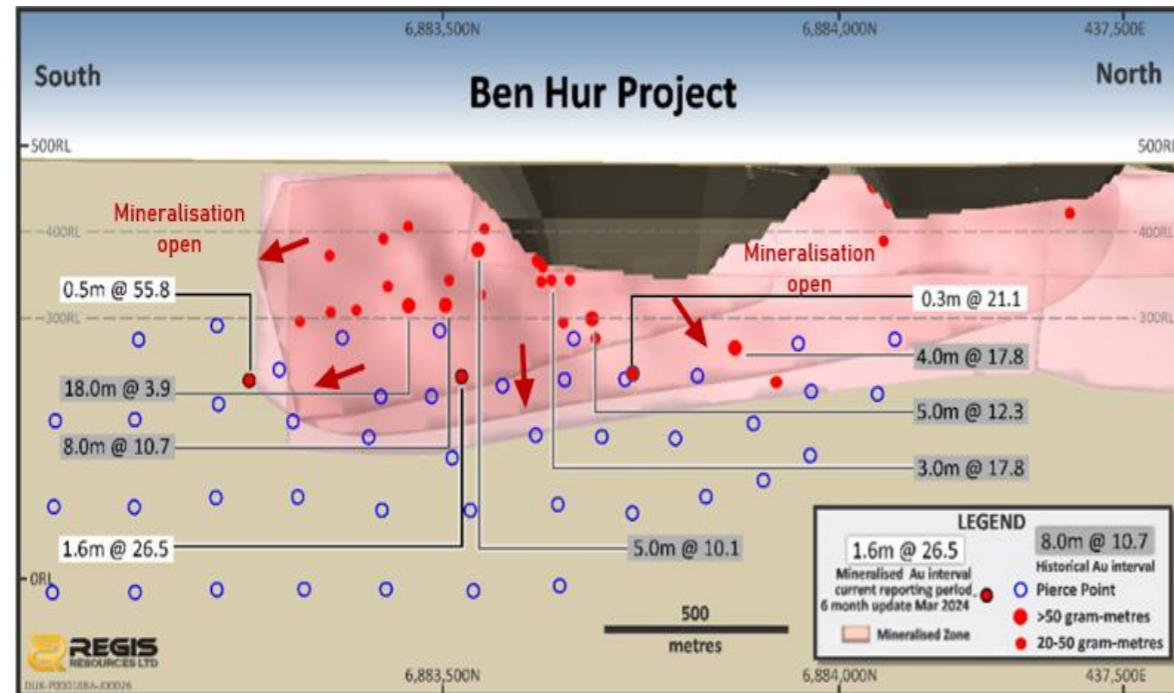 6,883,500N
6,884,000N
437,500E
South
Ben Hur Project
North
500RL
500RL
Mineralisation
open
400RL
400RL
Mineralisation
open
0.5m @ 55.8
0.3m @ 21.1
300RL
300RL
4.0m @ 17.8
18.0m @ 3.9
5.0m @ 12.3
8.0m @ 10.7
3.0m @ 17.8
1.6m @ 26.5
5.0m @ 10.1
LEGEND
1.6m @ 26.5
8.0m @ 10.7
Mineralised Au interval
current reporting period
6 month update Mar 2024
Historical Au interval
Pierce Point
>50 gram-metres
Mineralised Zone
20-50 gram-metres
0RL
500
metres
REGIS
RESOURCES LTD
6,883,500N
6,884,000N
437,500E